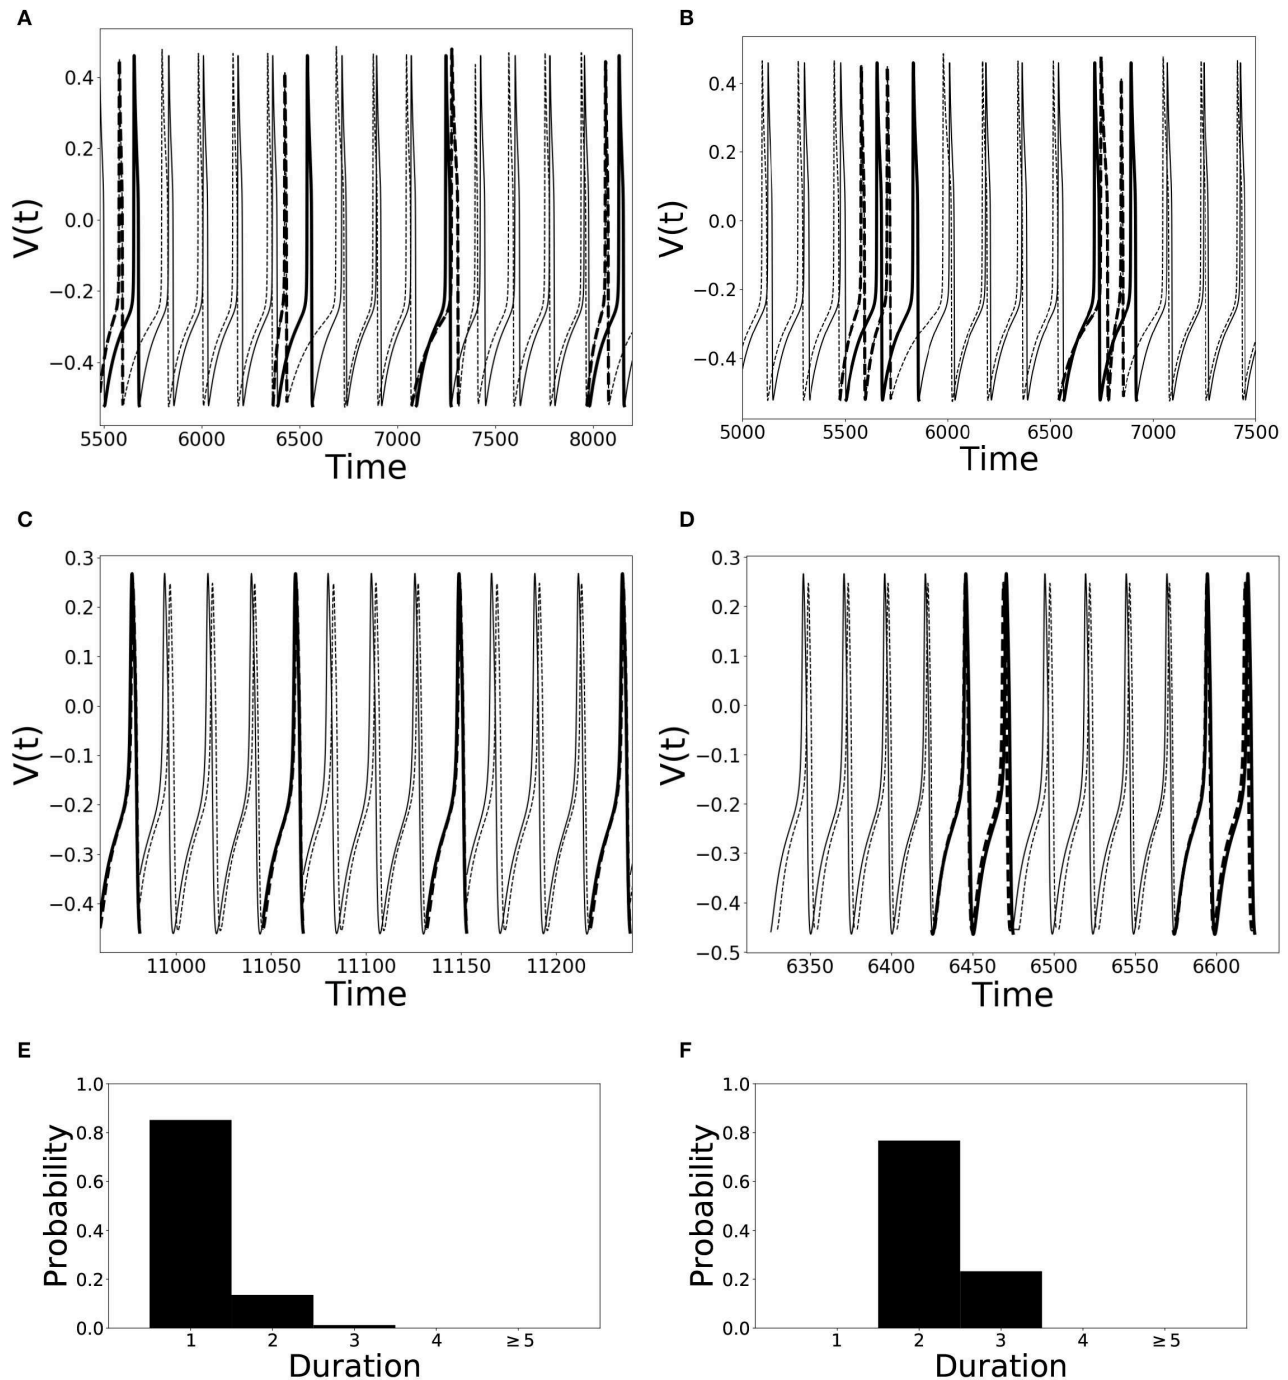 A
B
V(t)
0.4
0.2
0.0
−0.2
−0.4
5500 6000 6500 7000 7500 8000
Time
V(t)
0.4
0.2
0.0
−0.2
−0.4
5000 5500 6000 6500 7000 7500
Time
C
D
V(t)
0.3
0.2
0.1
0.0
−0.1
−0.2
−0.3
−0.4
11000 11050 11100 11150 11200
Time
V(t)
0.3
0.2
0.1
0.0
−0.1
−0.2
−0.3
−0.4
−0.5
6350 6400 6450 6500 6550 6600
Time
E
F
Probability
1.0
0.8
0.6
0.4
0.2
0.0
1 2 3 4 ≥5
Duration
Probability
1.0
0.8
0.6
0.4
0.2
0.0
1 2 3 4 ≥5
Duration